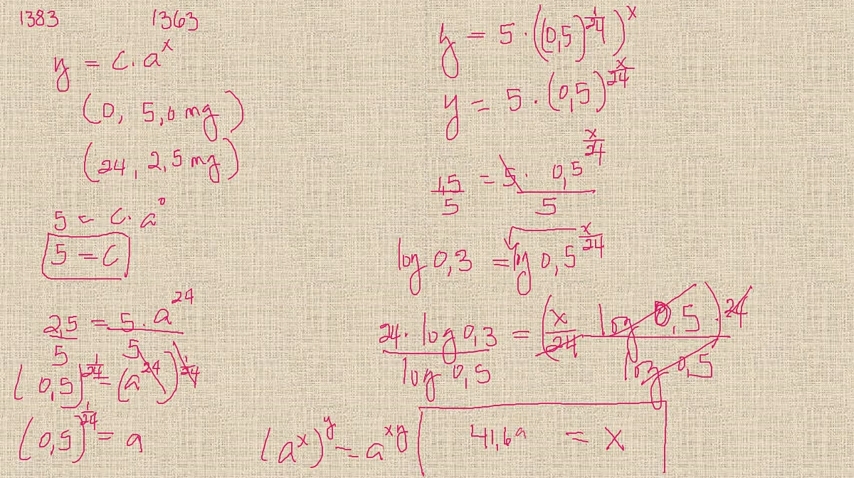 1383 1363
y = c · a^x
(0, 5,0 mg)
(24, 2,5 mg)
5 = c · a^0
5 = c
2,5/5 = 5 · a^24/5
(0,5)^(1/24) = (a^24)^(1/24)
(0,5)^(1/24) = a
y = 5 · ((0,5)^(1/24))^x
y = 5 · (0,5)^(x/24)
1,5/5 = 5 · 0,5^(x/24)/5
log 0,3 = log 0,5^(x/24)
24 · log 0,3/log 0,5 = (x/24 log 0,5) · 24/log 0,5
(a^x)^y = a^xy
= x